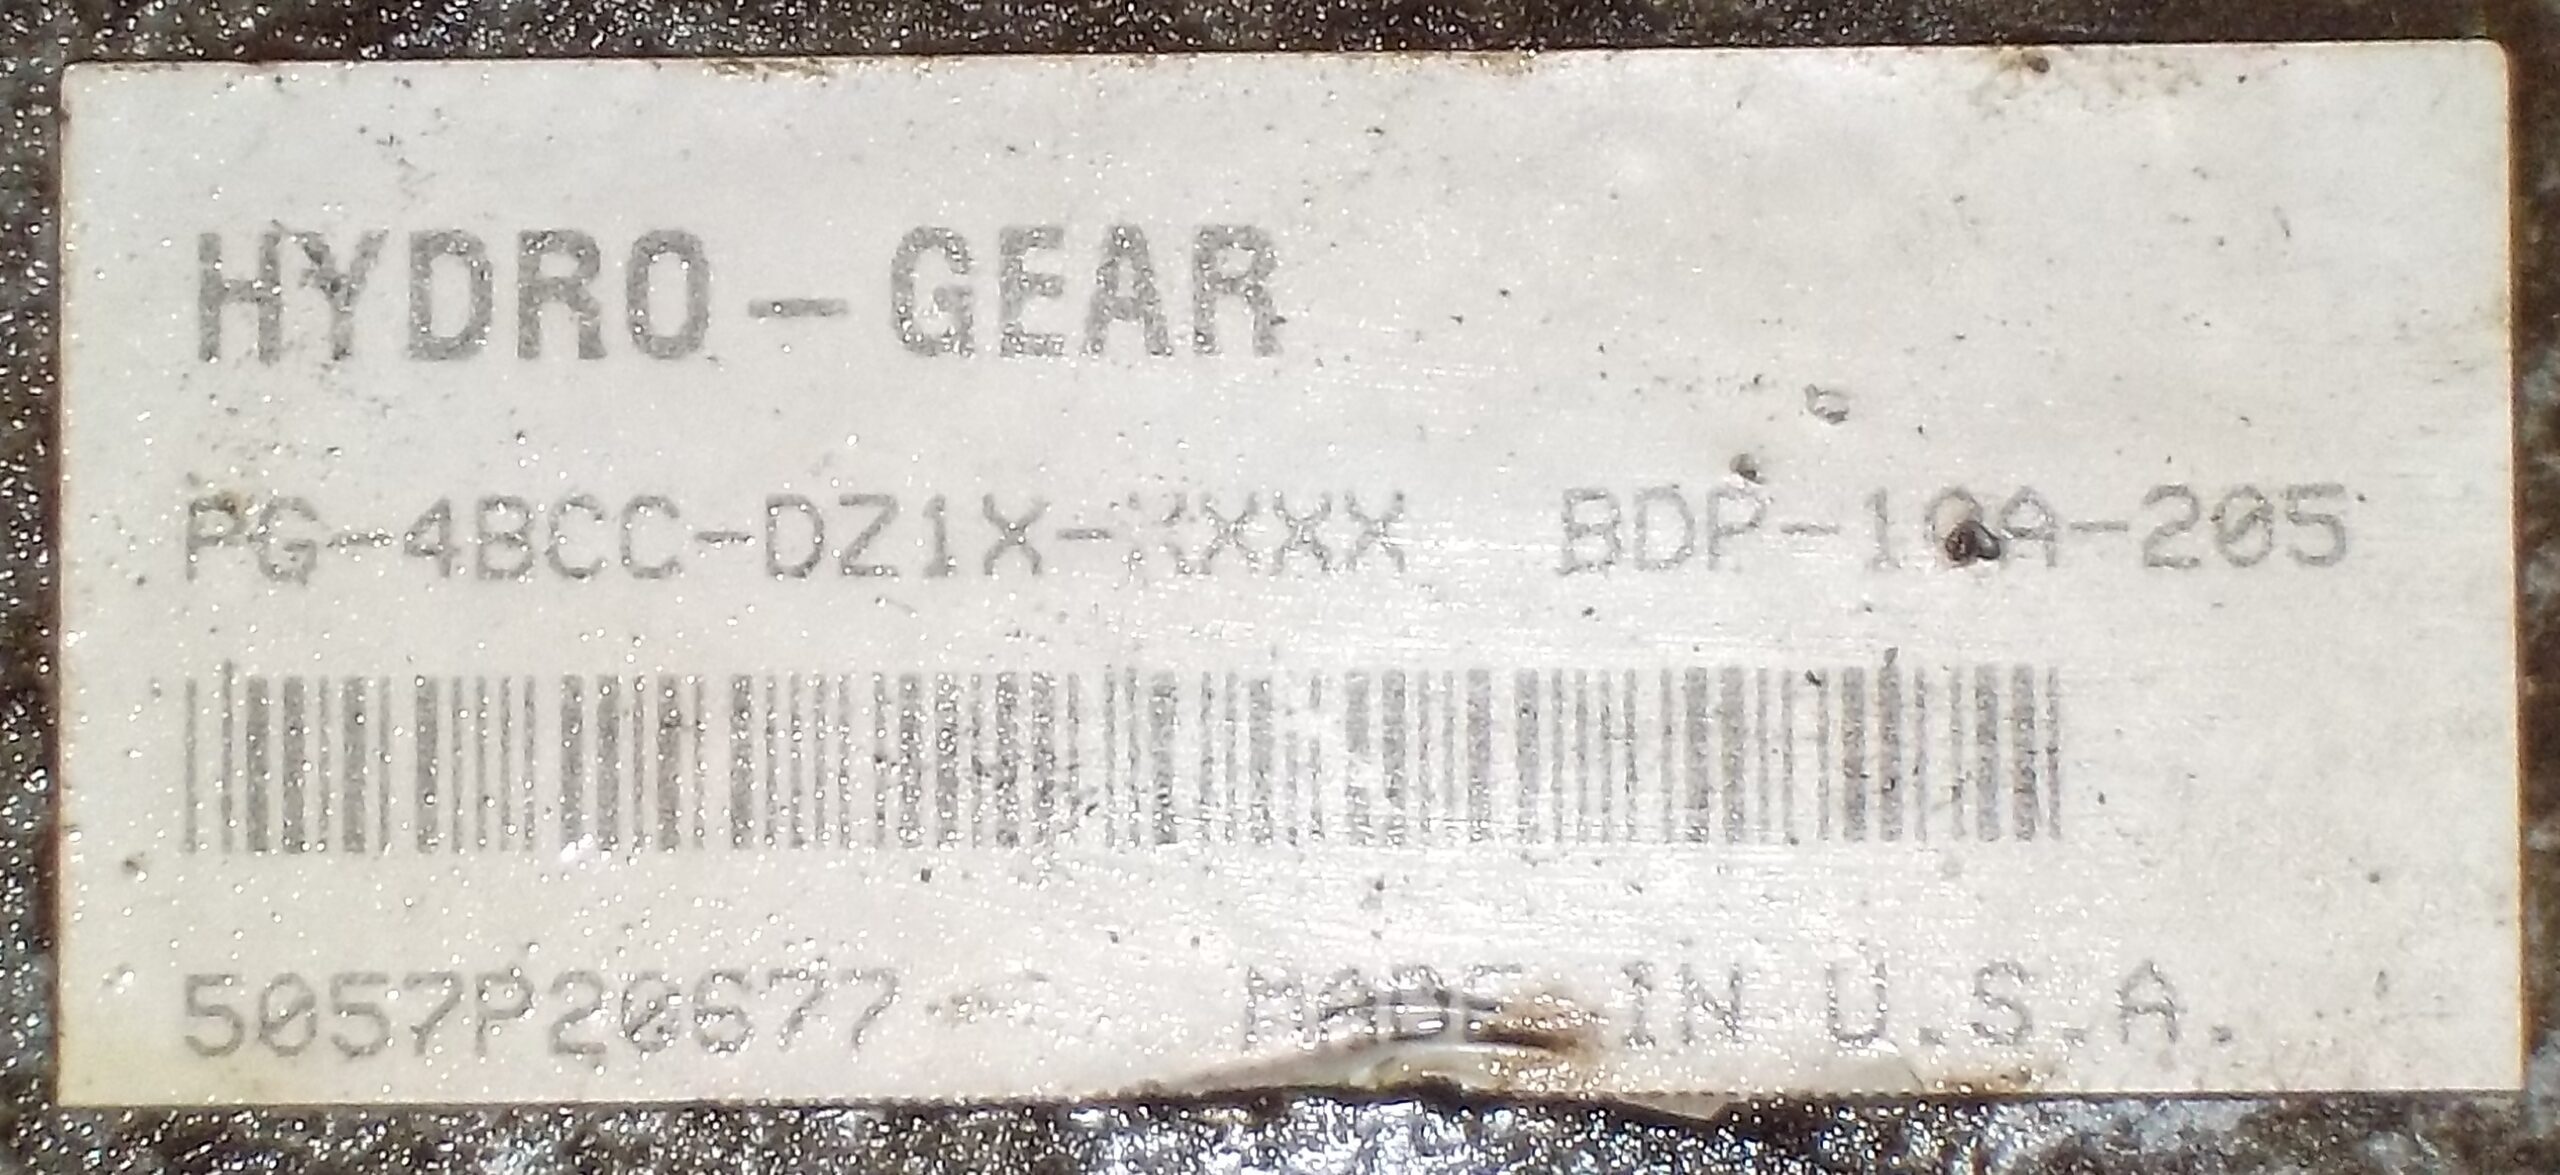 HYDRO-GEAR
PG-4BCC-DZ1X-XXXX BDP-10A-205
5057P20677
MADE IN U.S.A.